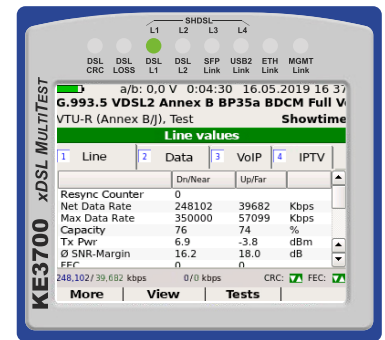 SHDSL
L1 L2 L3 L4
DSL CRC DSL LOSS DSL L1 DSL L2 SFP Link USB2 Link ETH Link MGMT Link
KE3700 xDSL MULTITEST
a/b: 0,0 V 0:04:30 16.05.2019 16 37
G.993.5 VDSL2 Annex B BP35a BDCM Full
VTU-R (Annex B/J), Test Showtime
Line values
1 Line 2 Data 3 VoIP 4 IPTV
Dn/Near Up/Far
Resync Counter 0
Net Data Rate 248102 39682 Kbps
Max Data Rate 350000 57099 Kbps
Capacity 76 74 %
Tx Pwr 6.9 -3.8 dBm
Ø SNR-Margin 16.2 18.0 dB
FEC 0 0
248,102/39,682 kbps 0/0 kbps CRC: FEC:
More View Tests